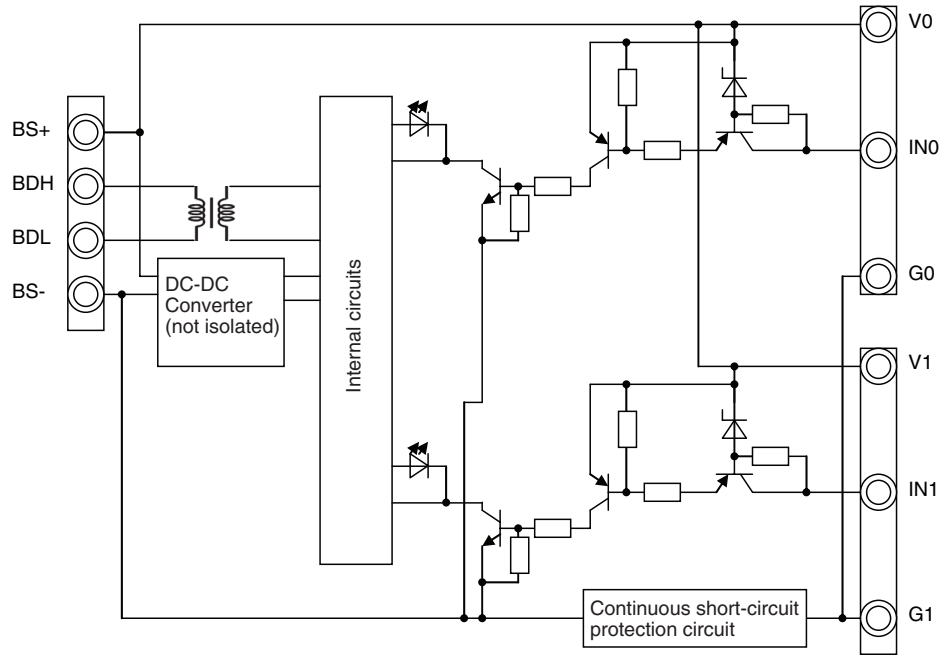 V0
BS+
IN0
BDH
BDL
G0
BS-
DC-DC
Converter
(not isolated)
Internal circuits
V1
IN1
Continuous short-circuit
protection circuit
G1